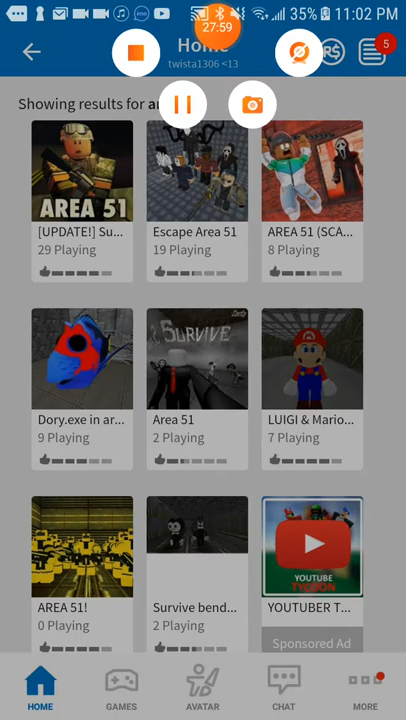 35% 11:02 PM
27:59
Home
twista1306 <13
R$
5
Showing results for
AREA 51
[UPDATE!] Su...
29 Playing
Escape Area 51
19 Playing
AREA 51 (SCA...
8 Playing
Dory.exe in ar...
9 Playing
SURVIVE
Area 51
2 Playing
LUIGI & Mario...
7 Playing
AREA 51!
0 Playing
Survive bend...
2 Playing
YOUTUBE
TYCOON
YOUTUBER T...
Sponsored Ad
HOME
GAMES
AVATAR
CHAT
MORE